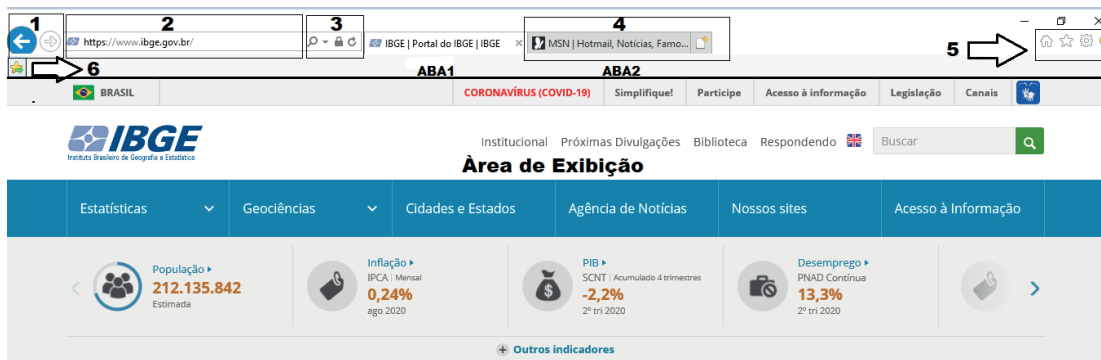 1 2 3 4
https://www.ibge.gov.br/ IBGE | Portal do IBGE | IBGE MSN | Hotmail, Notícias, Famo...
5
6 ABA1 ABA2
BRASIL CORONAVÍRUS (COVID-19) Simplifique! Participe Acesso à informação Legislação Canais
IBGE
Instituto Brasileiro de Geografia e Estatística
Institucional Próximas Divulgações Biblioteca Respondendo Buscar
Àrea de Exibição
Estatísticas Geociências Cidades e Estados Agência de Notícias Nossos sites Acesso à Informação
População
212.135.842
Estimada
Inflação
IPCA | Mensal
0,24%
ago 2020
PIB
SCNT | Acumulado 4 trimestres
-2,2%
2º tri 2020
Desemprego
PNAD Contínua
13,3%
2º tri 2020
Outros indicadores